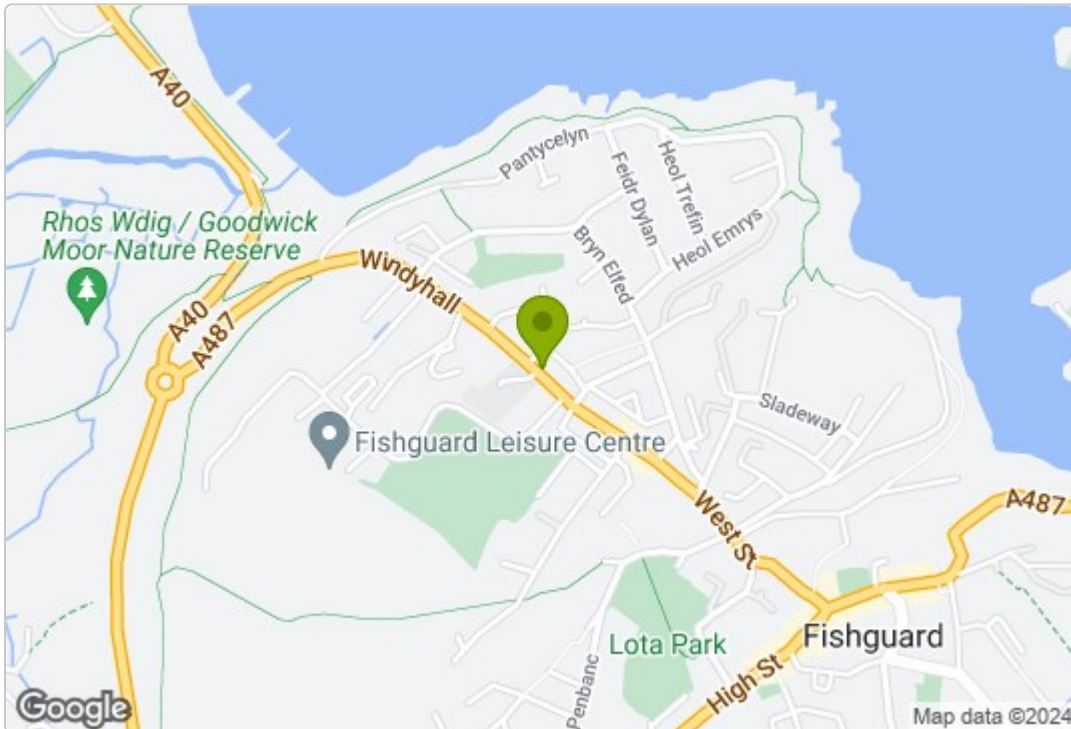 A40
Pantycelyn
Feidr Dylan
Heol Trefin
Heol Emrys
Bryn Elfed
Rhos Wdig / Goodwick
Moor Nature Reserve
Windyhall
A40
A487
Sladeway
Fishguard Leisure Centre
West St
A487
Fishguard
Lota Park
High St
Penbanc
Google
Map data ©2024